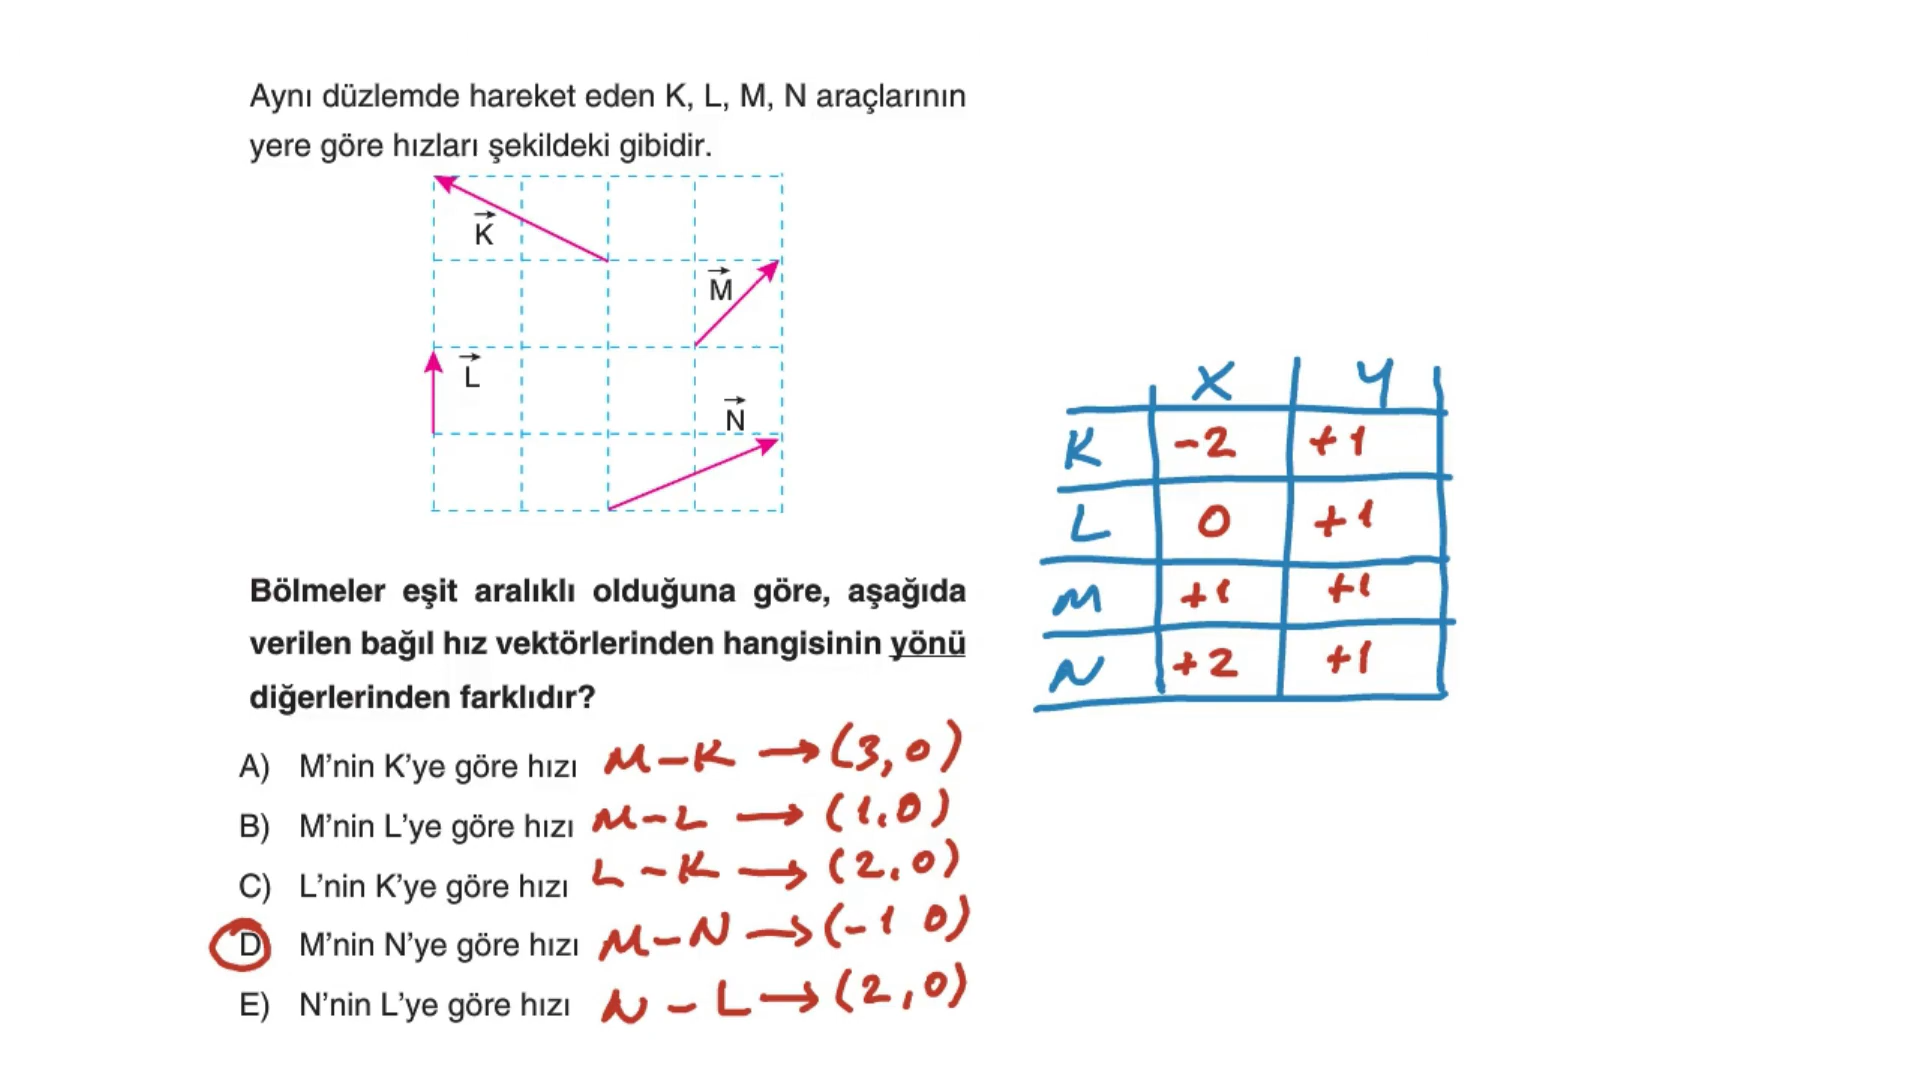 Aynı düzlemde hareket eden K, L, M, N araçlarının
yere göre hızları şekildeki gibidir.
K
M
L
N
X Y
K -2 +1
L 0 +1
M +1 +1
N +2 +1
Bölmeler eşit aralıklı olduğuna göre, aşağıda
verilen bağıl hız vektörlerinden hangisinin yönü
diğerlerinden farklıdır?
A) M'nin K'ye göre hızı M-K → (3,0)
B) M'nin L'ye göre hızı M-L → (1,0)
C) L'nin K'ye göre hızı L-K → (2,0)
D M'nin N'ye göre hızı M-N → (-1 0)
E) N'nin L'ye göre hızı N-L → (2,0)